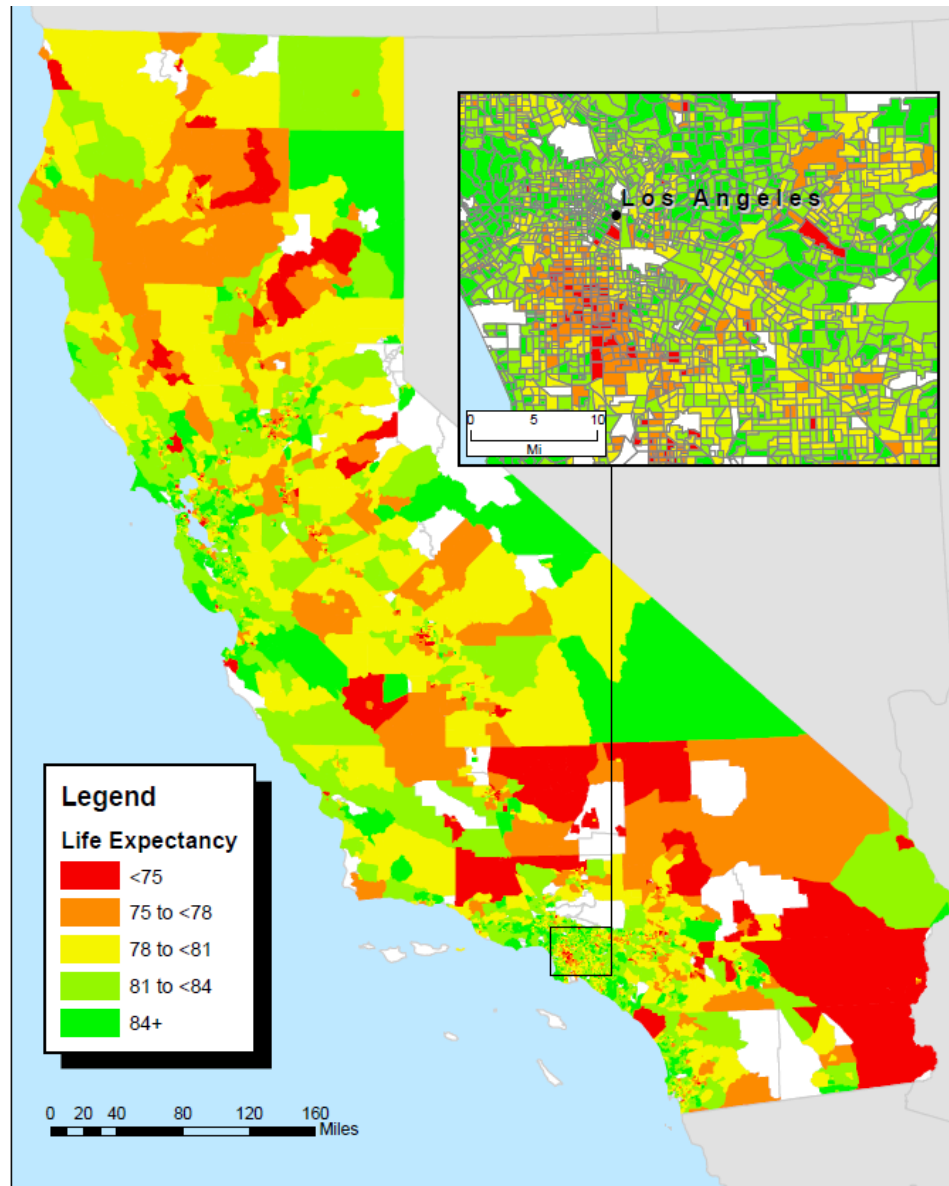 Los Angeles
0 5 10
Mi
Legend
Life Expectancy
<75
75 to <78
78 to <81
81 to <84
84+
0 20 40 80 120 160
Miles